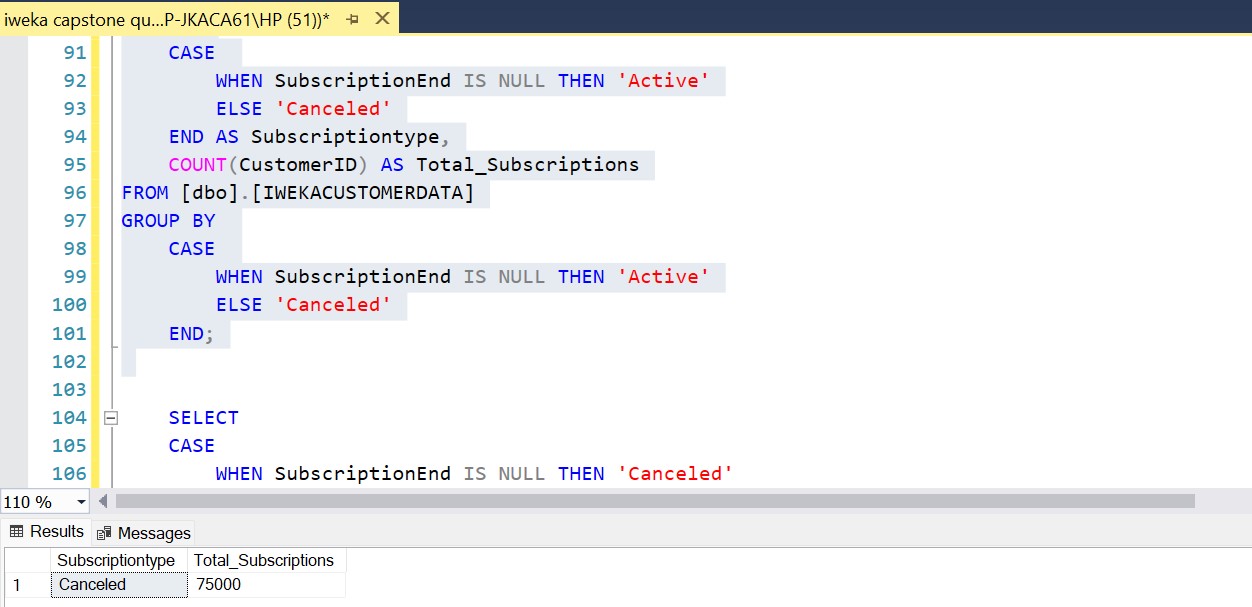 iweka capstone qu...P-JKACA61\HP (51))*
91 CASE
92 WHEN SubscriptionEnd IS NULL THEN 'Active'
93 ELSE 'Canceled'
94 END AS Subscriptiontype,
95 COUNT(CustomerID) AS Total_Subscriptions
96 FROM [dbo].[IWEKACUSTOMERDATA]
97 GROUP BY
98 CASE
99 WHEN SubscriptionEnd IS NULL THEN 'Active'
100 ELSE 'Canceled'
101 END;
102
103
104 SELECT
105 CASE
106 WHEN SubscriptionEnd IS NULL THEN 'Canceled'
110 %
Results Messages
Subscriptiontype Total_Subscriptions
1 Canceled 75000